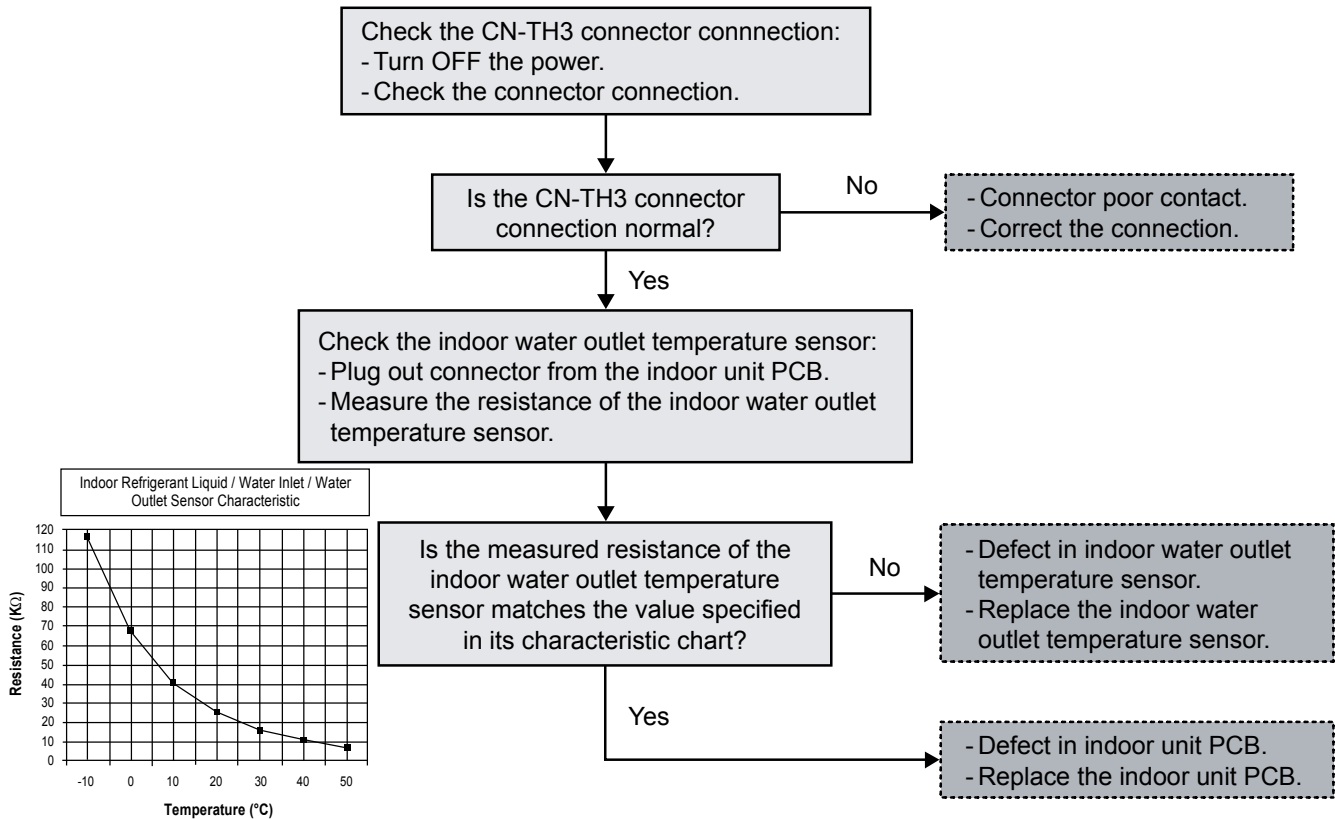 Check the CN-TH3 connector connnection:
- Turn OFF the power.
- Check the connector connection.
Is the CN-TH3 connector
connection normal?
No
- Connector poor contact.
- Correct the connection.
Yes
Check the indoor water outlet temperature sensor:
- Plug out connector from the indoor unit PCB.
- Measure the resistance of the indoor water outlet
temperature sensor.
Indoor Refrigerant Liquid / Water Inlet / Water
Outlet Sensor Characteristic
120
110
100
90
80
70
60
50
40
30
20
10
0
Resistance (KΩ)
-10 0 10 20 30 40 50
Temperature (°C)
Is the measured resistance of the
indoor water outlet temperature
sensor matches the value specified
in its characteristic chart?
No
- Defect in indoor water outlet
temperature sensor.
- Replace the indoor water
outlet temperature sensor.
Yes
- Defect in indoor unit PCB.
- Replace the indoor unit PCB.